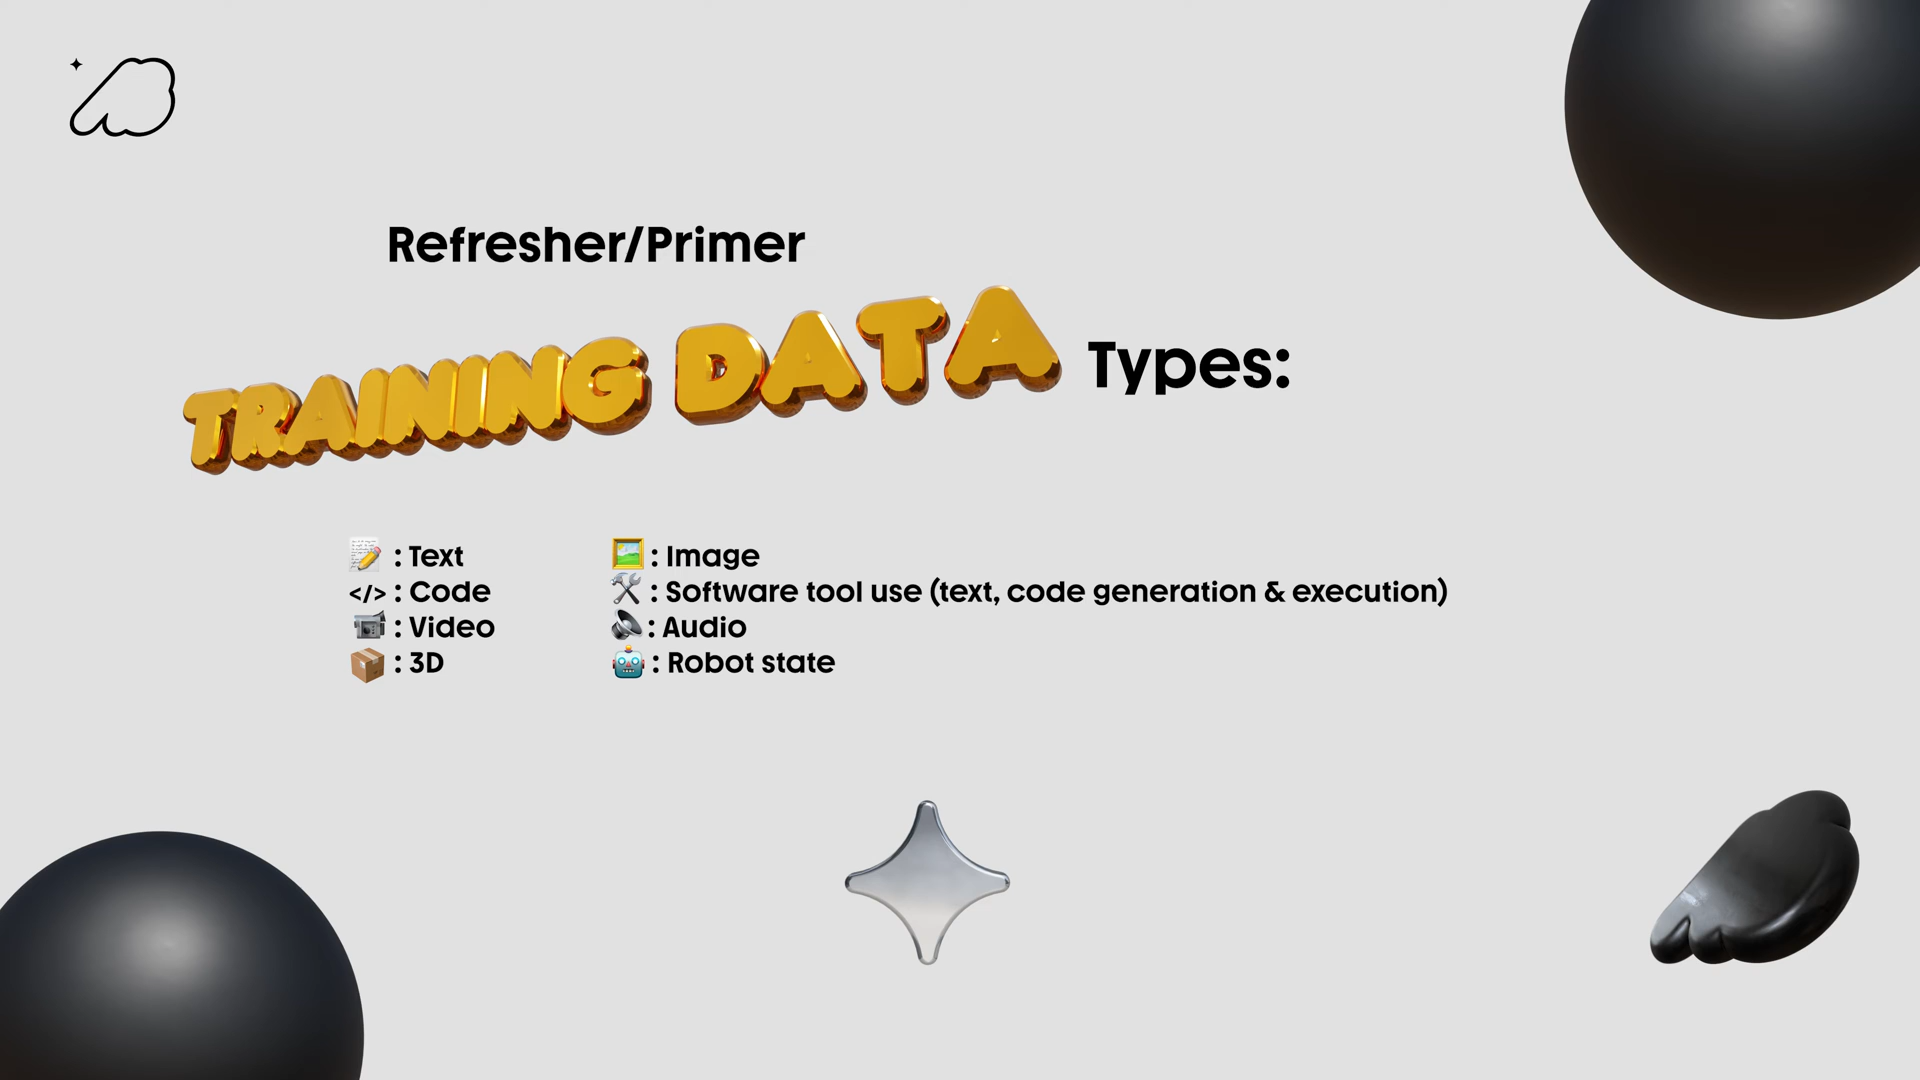 Refresher/Primer
TRAINING DATA Types:
📝 : Text
</> : Code
📹 : Video
📦 : 3D
🖼️ : Image
🛠️ : Software tool use (text, code generation & execution)
🔊 : Audio
🤖 : Robot state